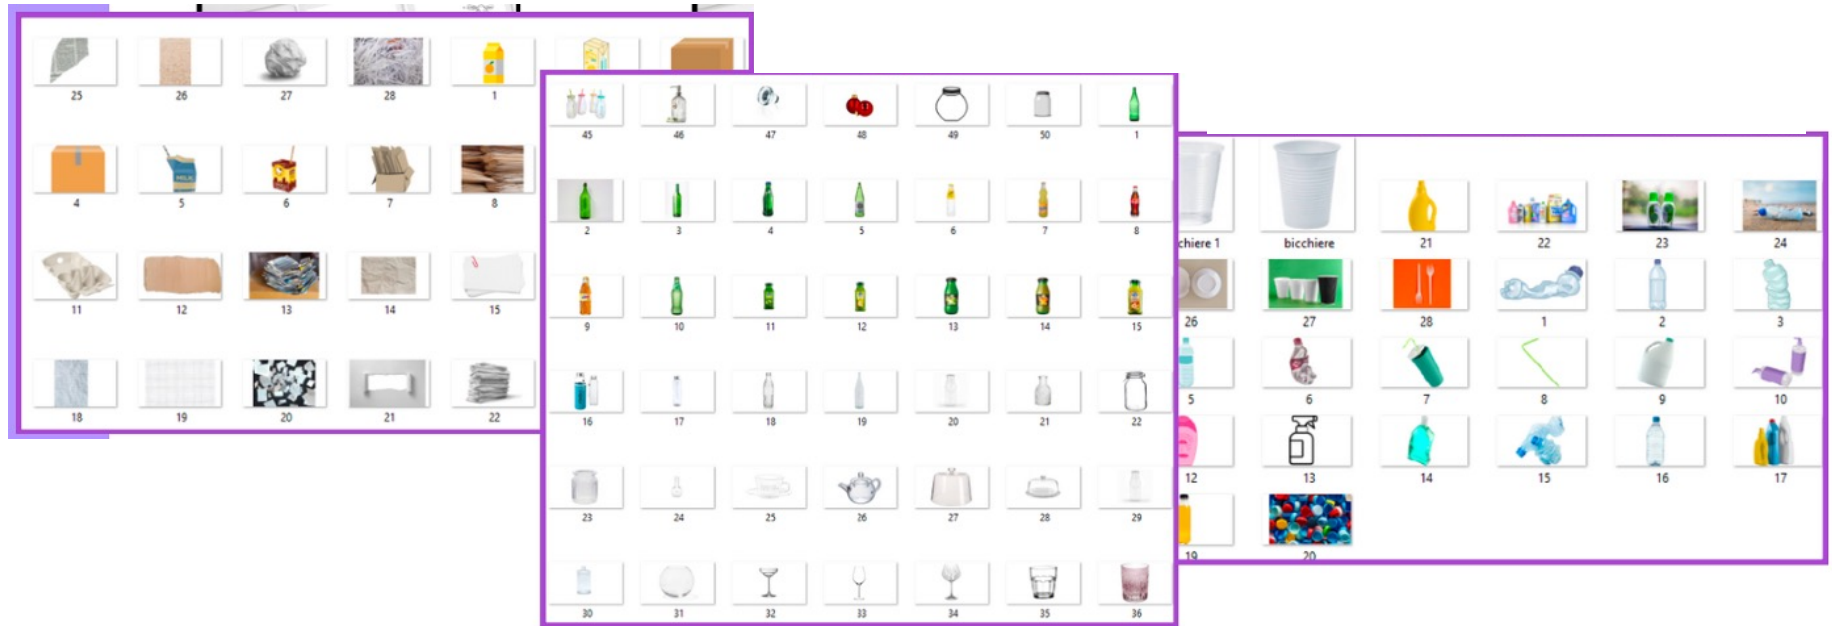 25 26 27 28 1
4 5 6 7 8
11 12 13 14 15
18 19 20 21 22
45 46 47 48 49 50 1
2 3 4 5 6 7 8
9 10 11 12 13 14 15
16 17 18 19 20 21 22
23 24 25 26 27 28 29
30 31 32 33 34 35 36
chiere 1 bicchiere 21 22 23 24
26 27 28 1 2 3
5 6 7 8 9 10
12 13 14 15 16 17
19 20
MILK